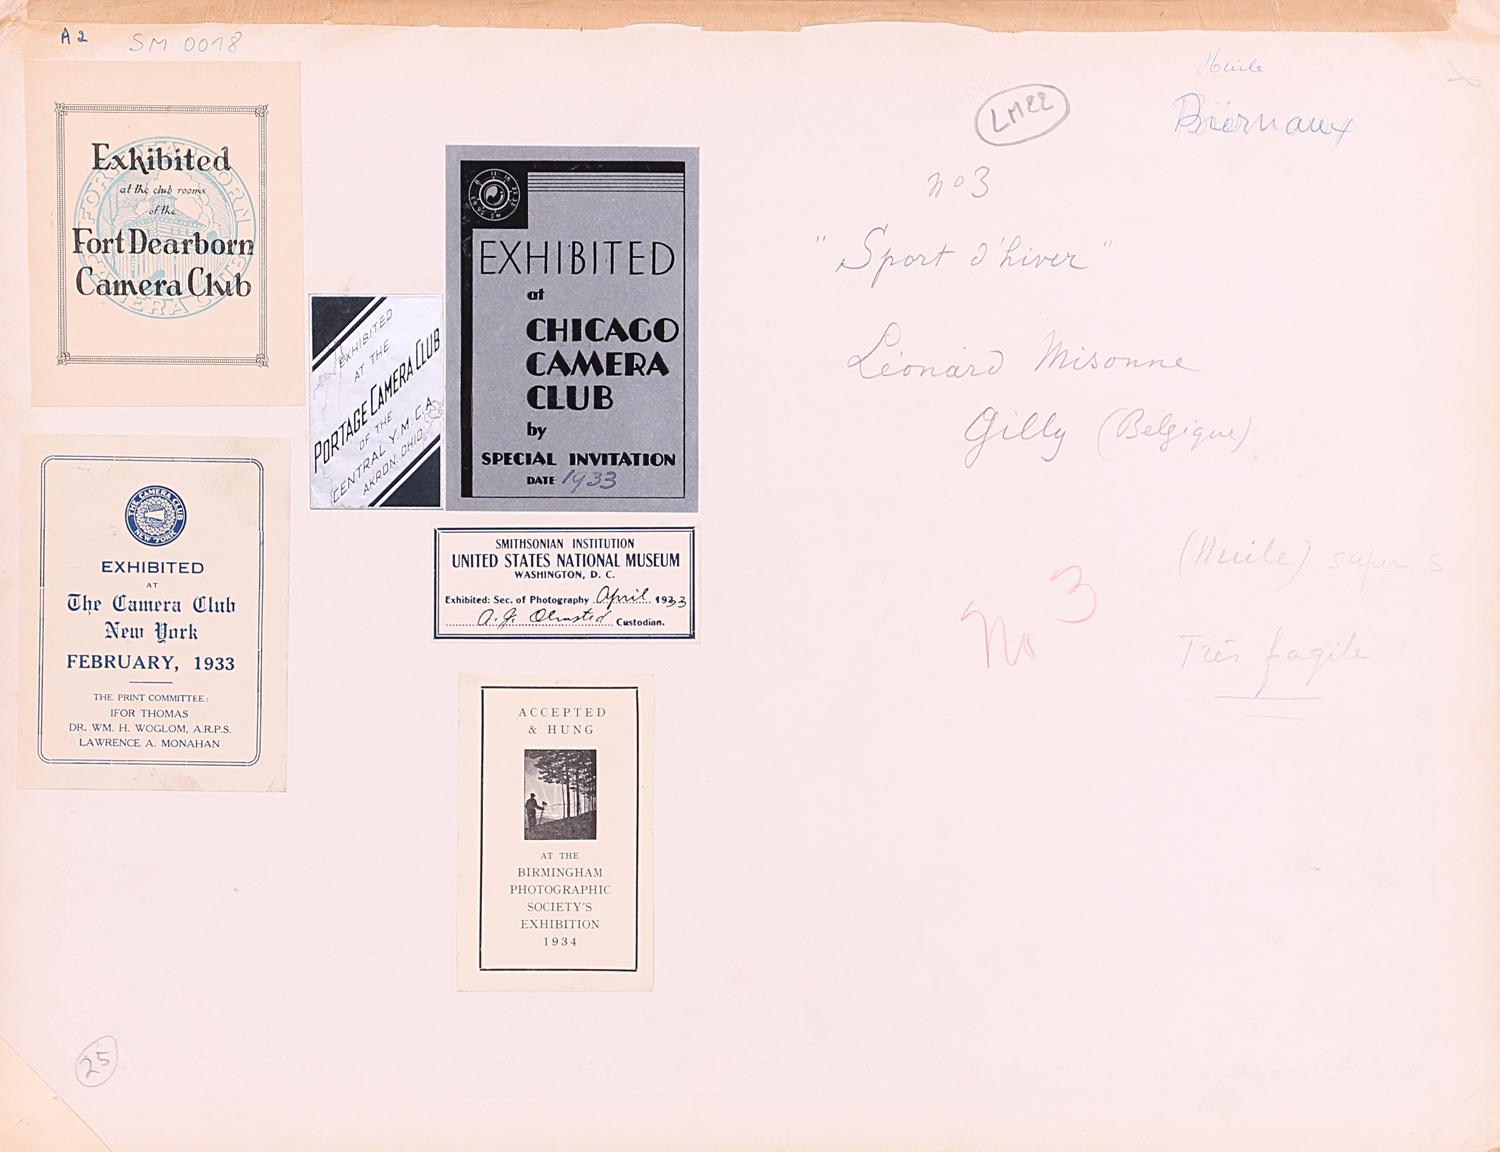 A2 SM 0018
Exhibited
at the club rooms
of the
Fort Dearborn
Camera Club
FORT DEARBORN
CAMERA CLUB
THE CAMERA CLUB
NEW YORK
EXHIBITED
AT
The Camera Club
New York
FEBRUARY, 1933
THE PRINT COMMITTEE:
IFOR THOMAS
DR. WM. H. WOGLOM, A.R.P.S.
LAWRENCE A. MONAHAN
EXHIBITED
AT THE
PORTAGE CAMERA CLUB
OF THE
CENTRAL Y.M.C.A.
AKRON, OHIO
EXHIBITED
at
CHICAGO
CAMERA
CLUB
by
SPECIAL INVITATION
DATE 1933
SMITHSONIAN INSTITUTION
UNITED STATES NATIONAL MUSEUM
WASHINGTON, D. C.
Exhibited: Sec. of Photography April 1933
A. J. Olmsted Custodian.
ACCEPTED
& HUNG
AT THE
BIRMINGHAM
PHOTOGRAPHIC
SOCIETY'S
EXHIBITION
1934
Huile
Biernaux
LM22
no 3
"Sport d'hiver"
Léonard Misonne
Gilly (Belgique)
(Huile) super
No 3
Très fragile
25